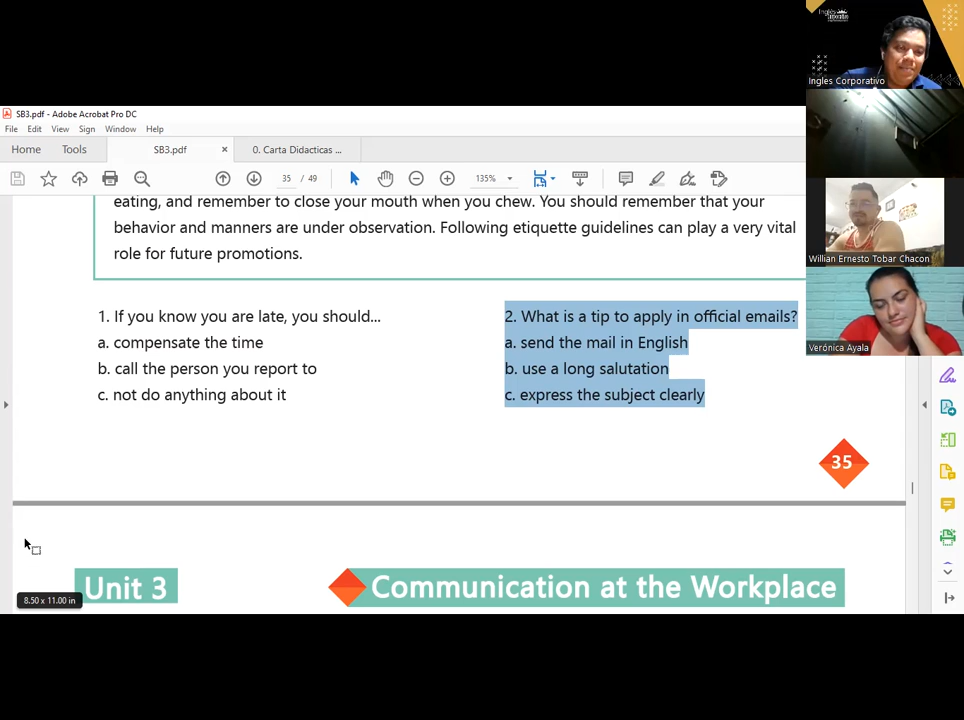 SB3.pdf - Adobe Acrobat Pro DC
File Edit View Sign Window Help
Home Tools SB3.pdf × 0. Carta Didacticas ...
35 / 49 135%
eating, and remember to close your mouth when you chew. You should remember that your
behavior and manners are under observation. Following etiquette guidelines can play a very vital
role for future promotions.
1. If you know you are late, you should...
a. compensate the time
b. call the person you report to
c. not do anything about it
2. What is a tip to apply in official emails?
a. send the mail in English
b. use a long salutation
c. express the subject clearly
35
8.50 x 11.00 in
Unit 3 Communication at the Workplace
Inglés
Corporativo
Ingles Corporativo
Willian Ernesto Tobar Chacon
Verónica Ayala